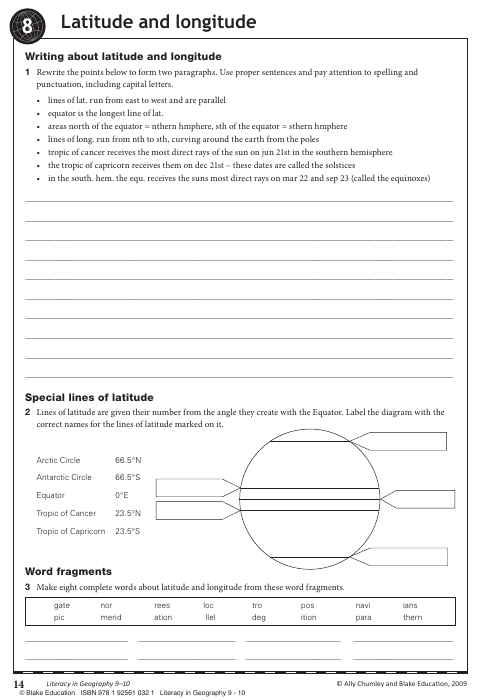 8
Latitude and longitude
Writing about latitude and longitude
1 Rewrite the points below to form two paragraphs. Use proper sentences and pay attention to spelling and
punctuation, including capital letters.
• lines of lat. run from east to west and are parallel
• equator is the longest line of lat.
• areas north of the equator = nthern hmphere, sth of the equator = sthern hmphere
• lines of long. run from nth to sth, curving around the earth from the poles
• tropic of cancer receives the most direct rays of the sun on jun 21st in the southern hemisphere
• the tropic of capricorn receives them on dec 21st – these dates are called the solstices
• in the south. hem. the equ. receives the suns most direct rays on mar 22 and sep 23 (called the equinoxes)
Special lines of latitude
2 Lines of latitude are given their number from the angle they create with the Equator. Label the diagram with the
correct names for the lines of latitude marked on it.
Arctic Circle 66.5°N
Antarctic Circle 66.5°S
Equator 0°E
Tropic of Cancer 23.5°N
Tropic of Capricorn 23.5°S
Word fragments
3 Make eight complete words about latitude and longitude from these word fragments.
gate nor rees loc tro pos navi ians
pic merid ation llel deg ition para thern
14 Literacy in Geography 9–10 © Ally Chumley and Blake Education, 2009
© Blake Education ISBN 978 1 92561 032 1 Literacy in Geography 9 - 10